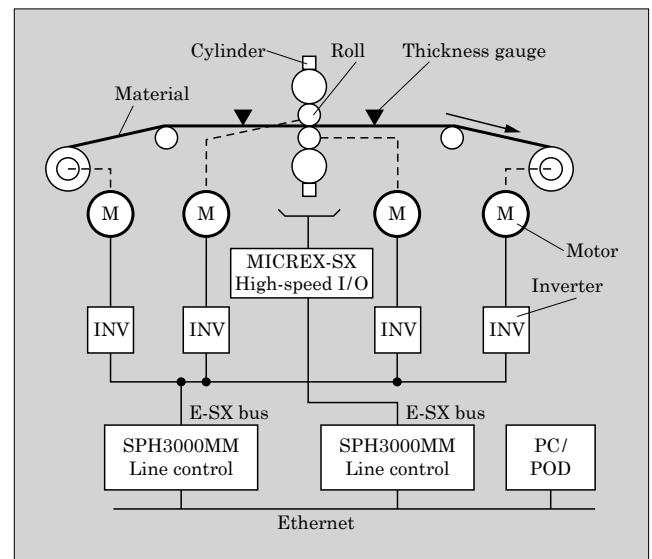 Cylinder
Roll
Thickness gauge
Material
M
M
M
M
Motor
MICREX-SX
High-speed I/O
Inverter
INV
INV
INV
INV
E-SX bus
E-SX bus
SPH3000MM
Line control
SPH3000MM
Line control
PC/
POD
Ethernet